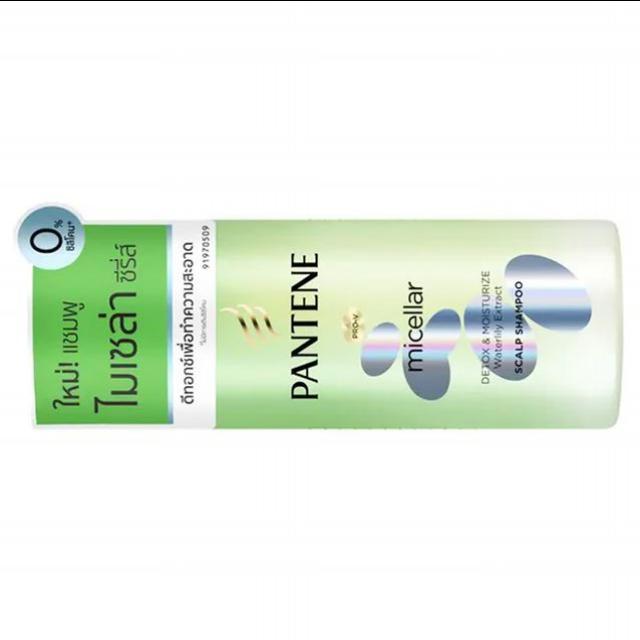 0%
ซิลิโคน*
ใหม่! แชมพู
ไมเซล่า ซีรี่ส์
ดีท็อกซ์เพื่อทำความสะอาด
91970509
PANTENE
PRO-V
micellar
DETOX & MOISTURIZE
Waterlily Extract
SCALP SHAMPOO